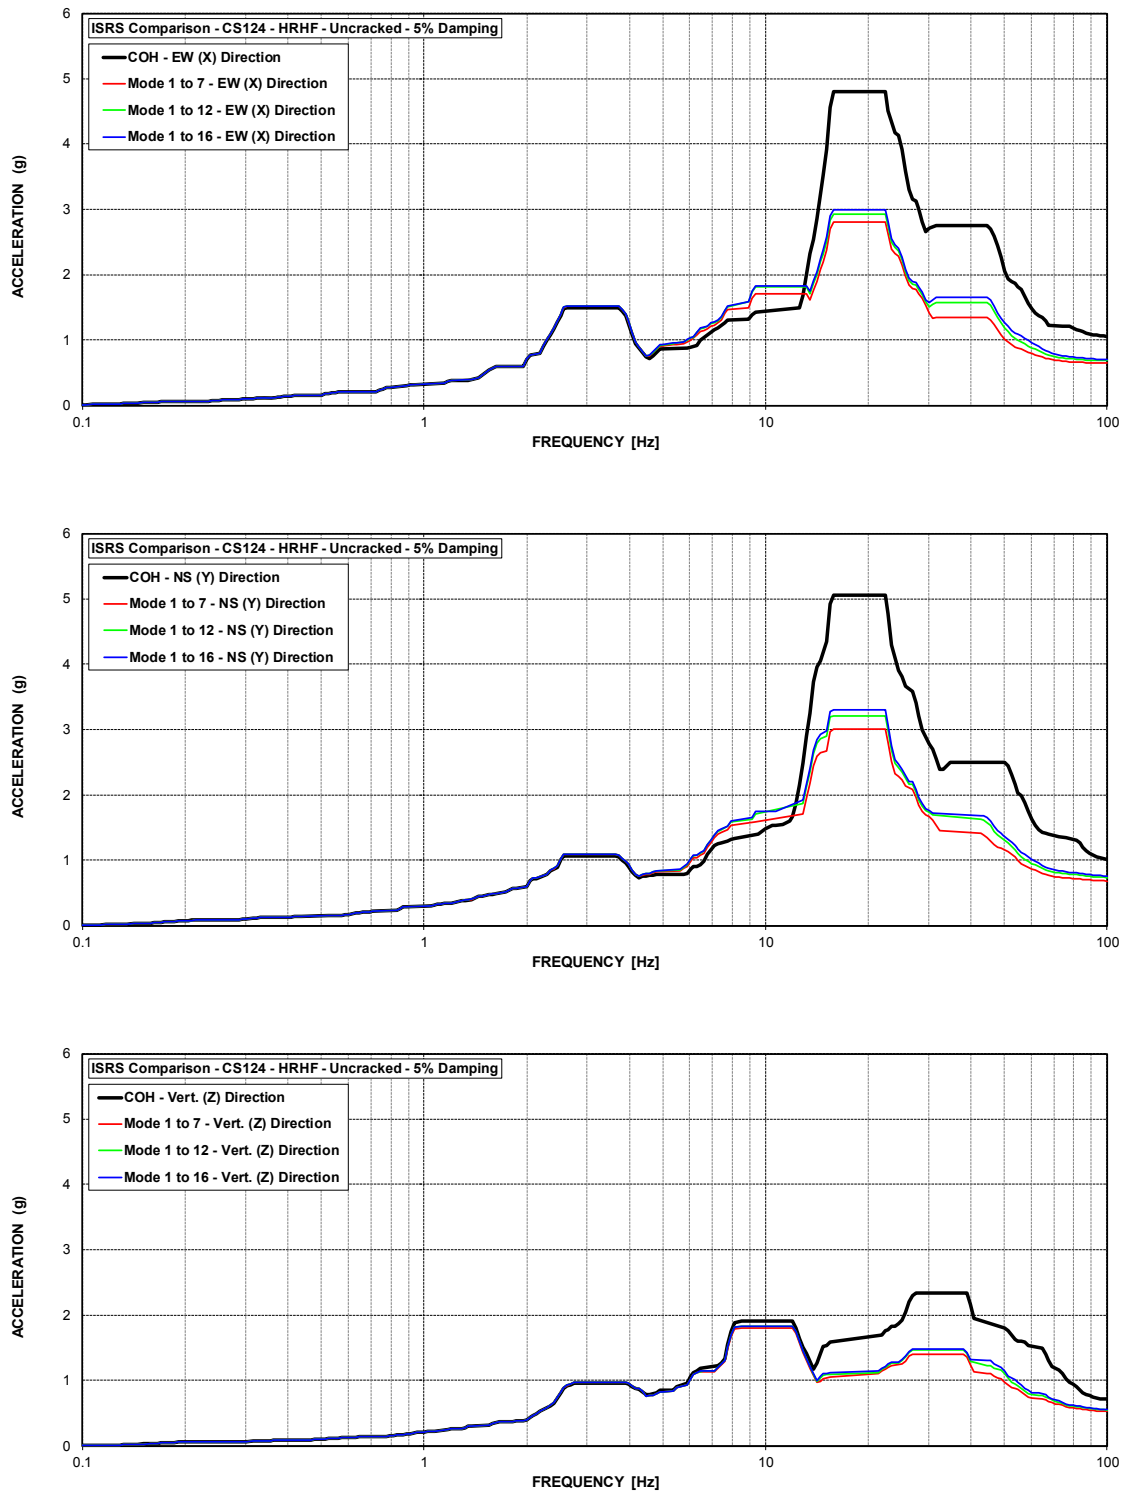 ISRS Comparison - CS124 - HRHF - Uncracked - 5% Damping
COH - EW (X) Direction
Mode 1 to 7 - EW (X) Direction
Mode 1 to 12 - EW (X) Direction
Mode 1 to 16 - EW (X) Direction
ACCELERATION (g)
6
5
4
3
2
1
0
0.1
1
10
100
FREQUENCY [Hz]
ISRS Comparison - CS124 - HRHF - Uncracked - 5% Damping
COH - NS (Y) Direction
Mode 1 to 7 - NS (Y) Direction
Mode 1 to 12 - NS (Y) Direction
Mode 1 to 16 - NS (Y) Direction
ACCELERATION (g)
6
5
4
3
2
1
0
0.1
1
10
100
FREQUENCY [Hz]
ISRS Comparison - CS124 - HRHF - Uncracked - 5% Damping
COH - Vert. (Z) Direction
Mode 1 to 7 - Vert. (Z) Direction
Mode 1 to 12 - Vert. (Z) Direction
Mode 1 to 16 - Vert. (Z) Direction
ACCELERATION (g)
6
5
4
3
2
1
0
0.1
1
10
100
FREQUENCY [Hz]